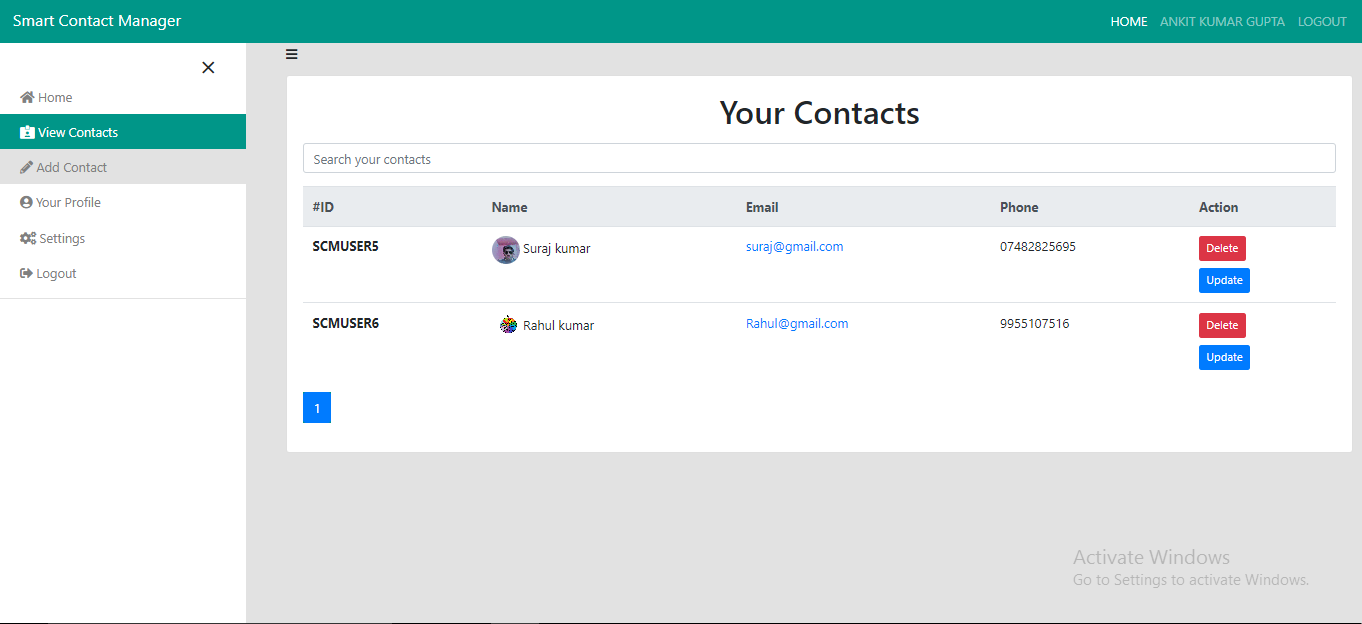 Smart Contact Manager
HOME ANKIT KUMAR GUPTA LOGOUT
Home
View Contacts
Add Contact
Your Profile
Settings
Logout
Your Contacts
Search your contacts
#ID Name Email Phone Action
SCMUSER5 Suraj kumar suraj@gmail.com 07482825695 Delete
Update
SCMUSER6 Rahul kumar Rahul@gmail.com 9955107516 Delete
Update
1
Activate Windows
Go to Settings to activate Windows.